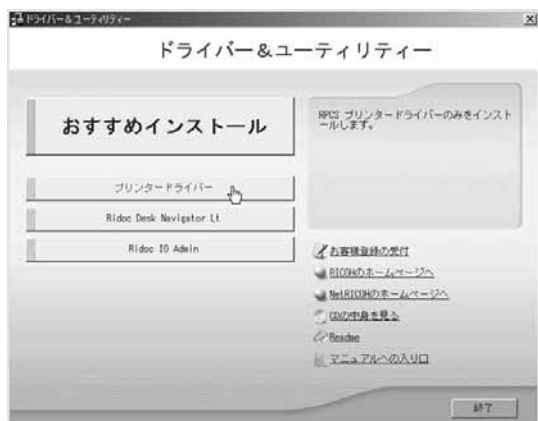 ドライバー&ユーティリティー
ドライバー&ユーティリティー
おすすめインストール
プリンタードライバー
Ridoc Desk Navigator Lt
Ridoc IO Admin
RPCS プリンタードライバーのみをインスト
ールします。
お客様登録の受付
RICOHのホームページへ
NetRICOHのホームページへ
CDの中身を見る
Readme
マニュアルへの入り口
終了